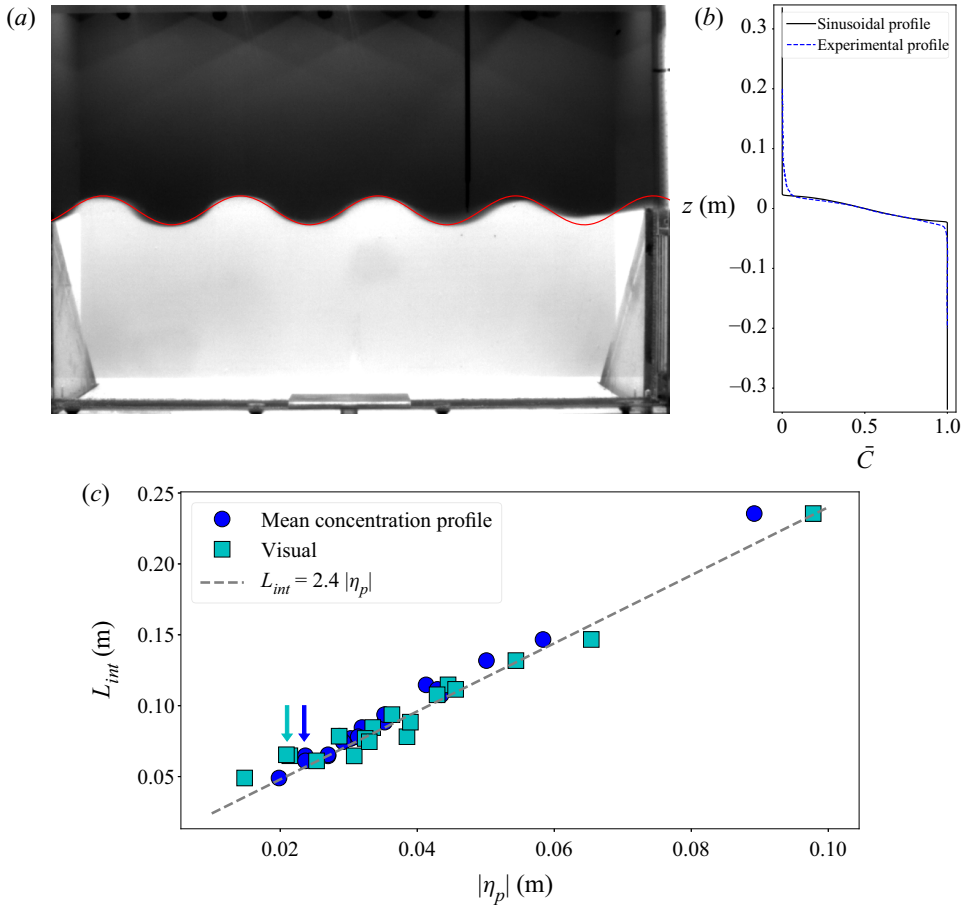 (a)
(b)
0.3
0.2
0.1
z (m)
0
−0.1
−0.2
−0.3
Sinusoidal profile
Experimental profile
0
0.5
1.0
C̄
(c)
0.25
0.20
0.15
0.10
0.05
L_int (m)
Mean concentration profile
Visual
L_int = 2.4 |η_p|
0.02
0.04
0.06
0.08
0.10
|η_p| (m)